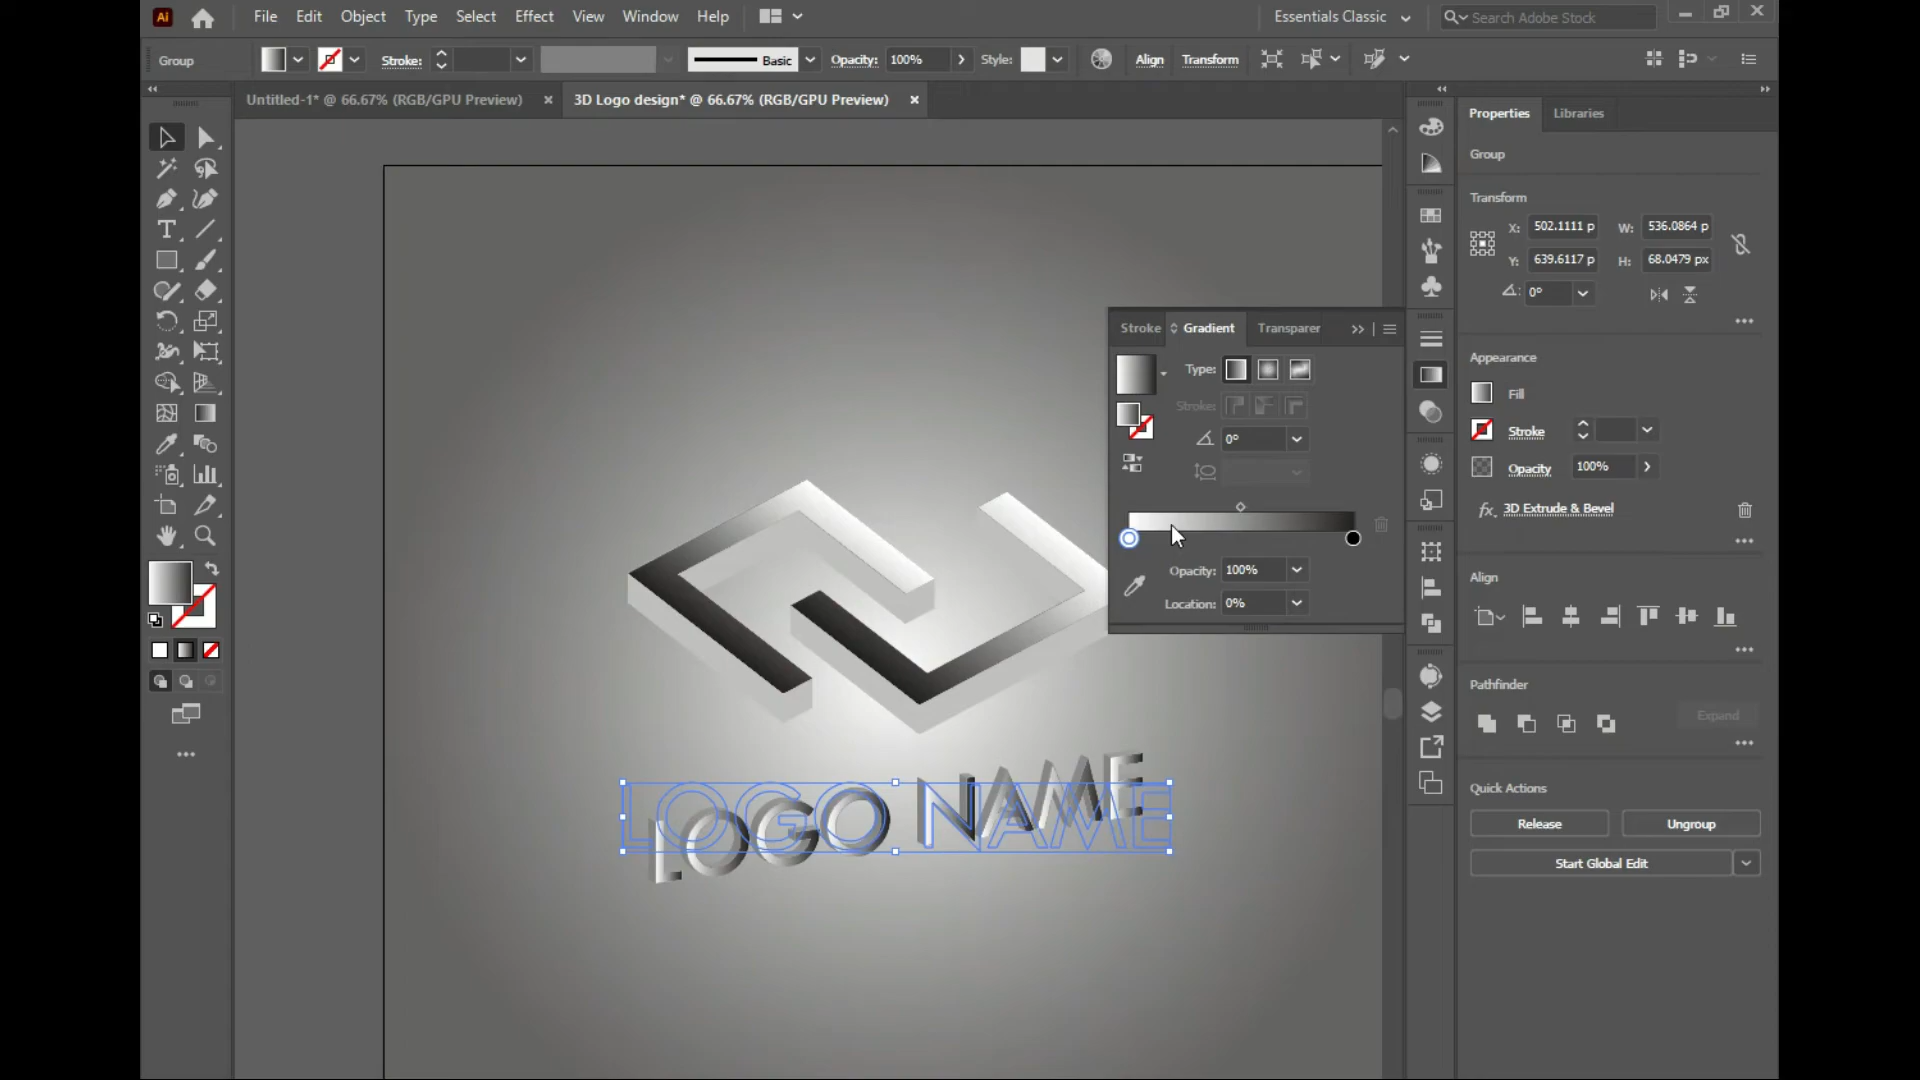 Ai File Edit Object Type Select Effect View Window Help Essentials Classic Search Adobe Stock
Group Stroke: Basic Opacity: 100% Style: Align Transform
Untitled-1* @ 66.67% (RGB/GPU Preview) × 3D Logo design* @ 66.67% (RGB/GPU Preview) ×
Properties Libraries
Group
Transform
X: 502.1111 p W: 536.0864 p
Y: 639.6117 p H: 68.0479 px
0°
Appearance
Fill
Stroke
Opacity 100%
fx. 3D Extrude & Bevel
Align
Pathfinder
Expand
Quick Actions
Release Ungroup
Start Global Edit
Stroke Gradient Transparer
Type:
Stroke:
0°
Opacity: 100%
Location: 0%
LOGO NAME